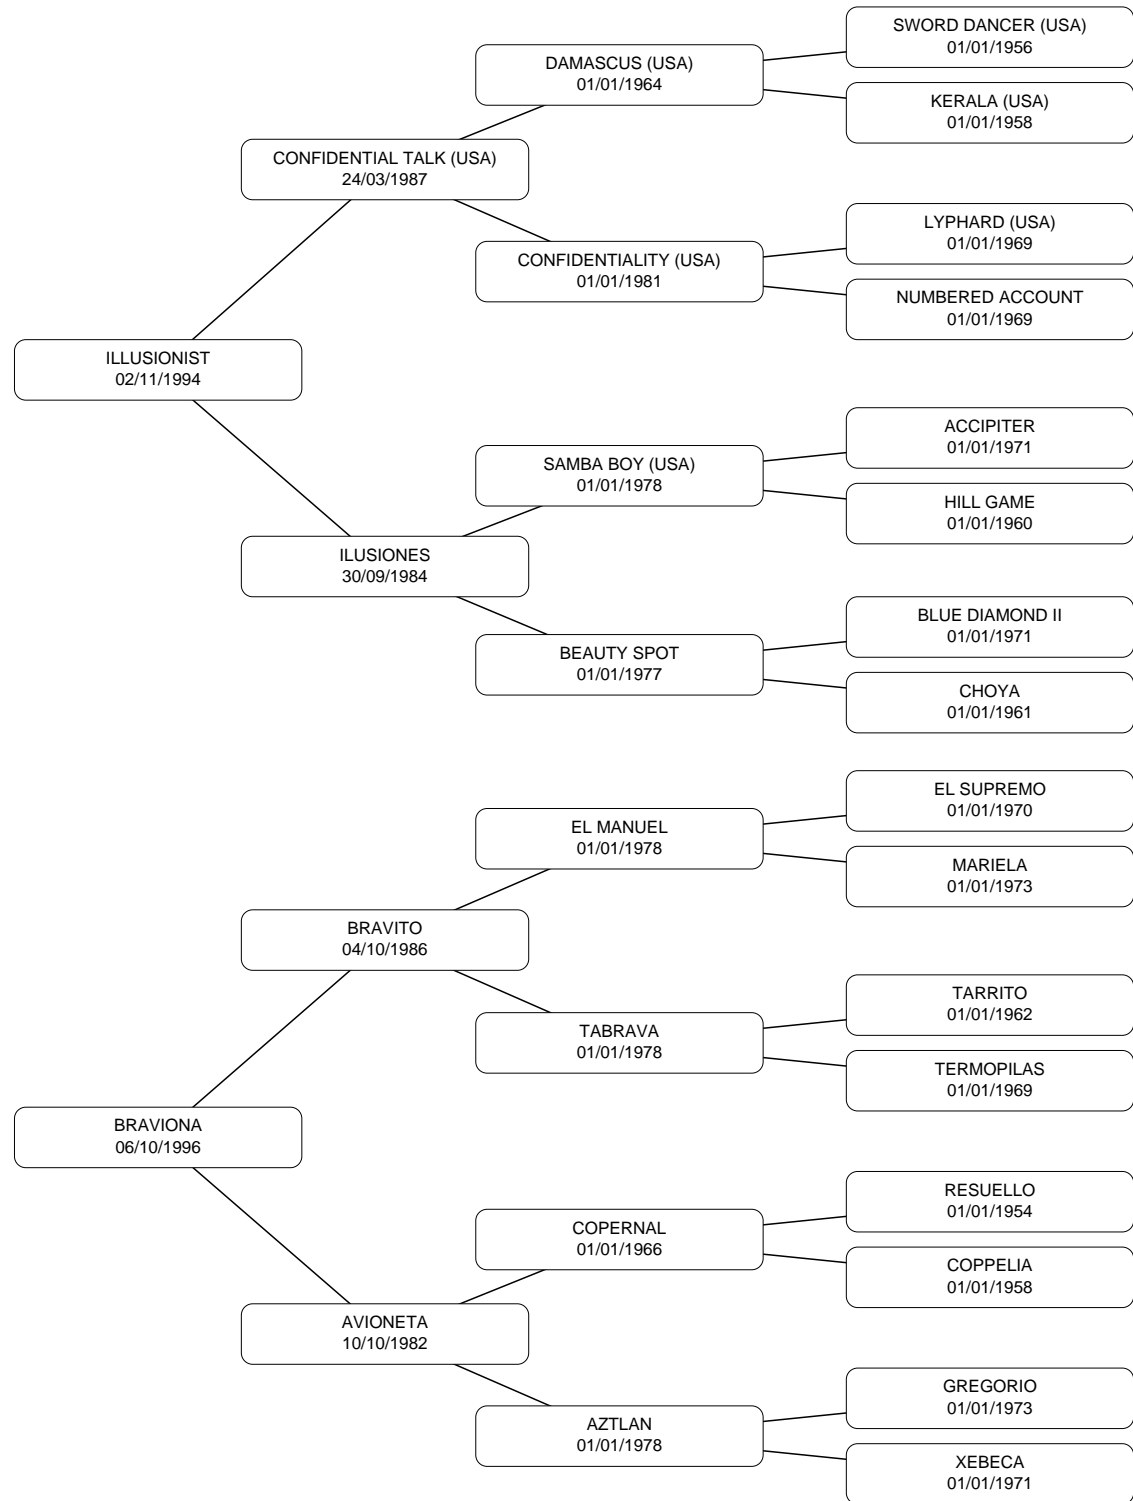 SWORD DANCER (USA)
01/01/1956
DAMASCUS (USA)
01/01/1964
KERALA (USA)
01/01/1958
CONFIDENTIAL TALK (USA)
24/03/1987
LYPHARD (USA)
01/01/1969
CONFIDENTIALITY (USA)
01/01/1981
NUMBERED ACCOUNT
01/01/1969
ILLUSIONIST
02/11/1994
ACCIPITER
01/01/1971
SAMBA BOY (USA)
01/01/1978
HILL GAME
01/01/1960
ILUSIONES
30/09/1984
BLUE DIAMOND II
01/01/1971
BEAUTY SPOT
01/01/1977
CHOYA
01/01/1961
EL SUPREMO
01/01/1970
EL MANUEL
01/01/1978
MARIELA
01/01/1973
BRAVITO
04/10/1986
TARRITO
01/01/1962
TABRAVA
01/01/1978
TERMOPILAS
01/01/1969
BRAVIONA
06/10/1996
RESUELLO
01/01/1954
COPERNAL
01/01/1966
COPPELIA
01/01/1958
AVIONETA
10/10/1982
GREGORIO
01/01/1973
AZTLAN
01/01/1978
XEBECA
01/01/1971